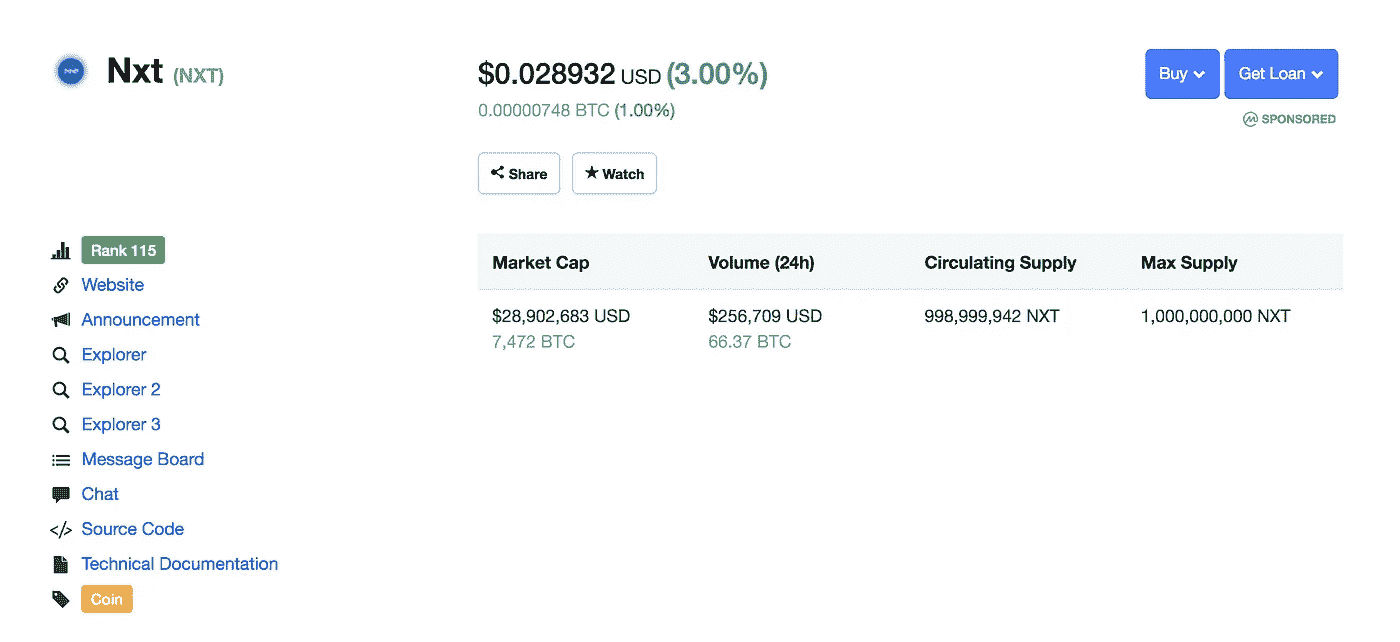 Nxt (NXT)
$0.028932 USD (3.00%)
0.00000748 BTC (1.00%)
Buy
Get Loan
SPONSORED
Share
Watch
Rank 115
Website
Announcement
Explorer
Explorer 2
Explorer 3
Message Board
Chat
Source Code
Technical Documentation
Coin
Market Cap Volume (24h) Circulating Supply Max Supply
$28,902,683 USD $256,709 USD 998,999,942 NXT 1,000,000,000 NXT
7,472 BTC 66.37 BTC